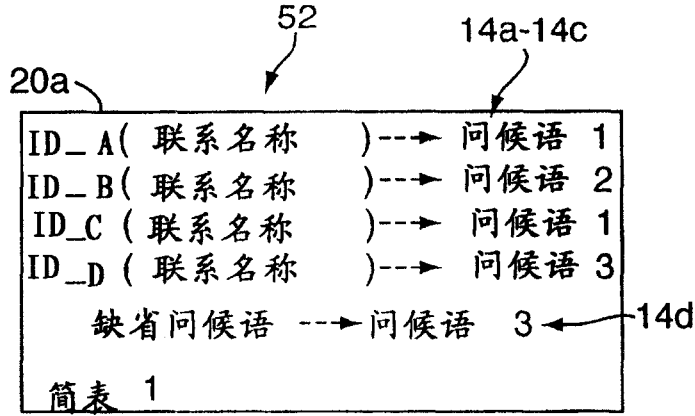 52
14a-14c
20a
ID_A( 联系名称 )---→ 问候语 1
ID_B( 联系名称 )---→ 问候语 2
ID_C( 联系名称 )---→ 问候语 1
ID_D( 联系名称 )---→ 问候语 3
缺省问候语 ---→问候语 3
14d
简表 1